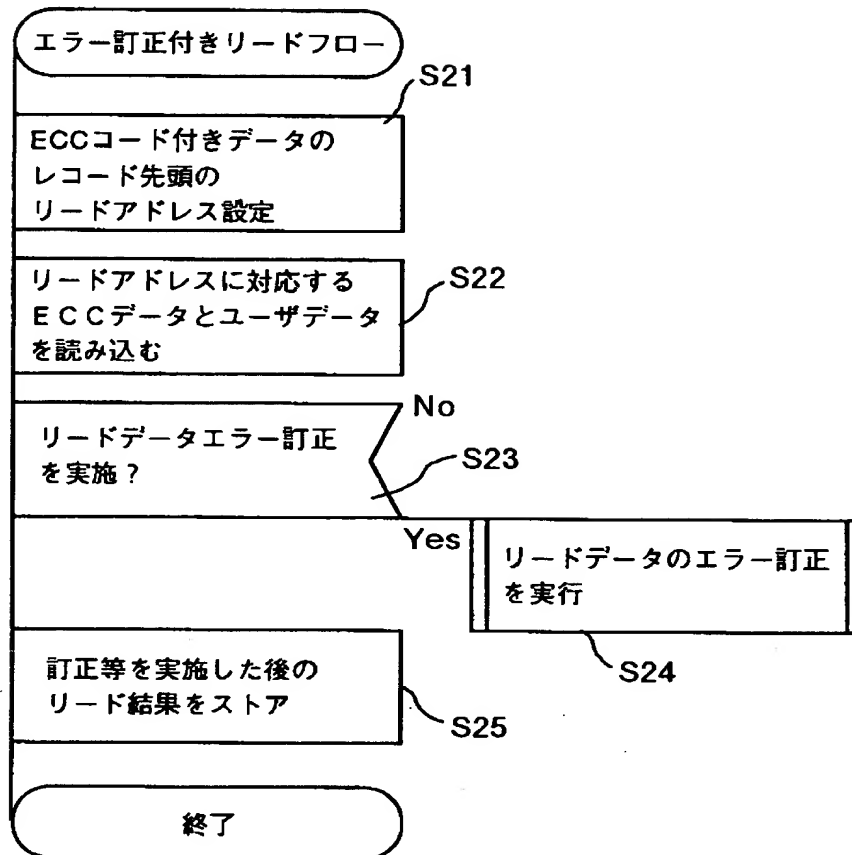 エラー訂正付きリードフロー
S21
ECCコード付きデータの
レコード先頭の
リードアドレス設定
リードアドレスに対応する
ECCデータとユーザデータ
を読み込む
S22
No
リードデータエラー訂正
を実施?
S23
Yes
リードデータのエラー訂正
を実行
S24
訂正等を実施した後の
リード結果をストア
S25
終了